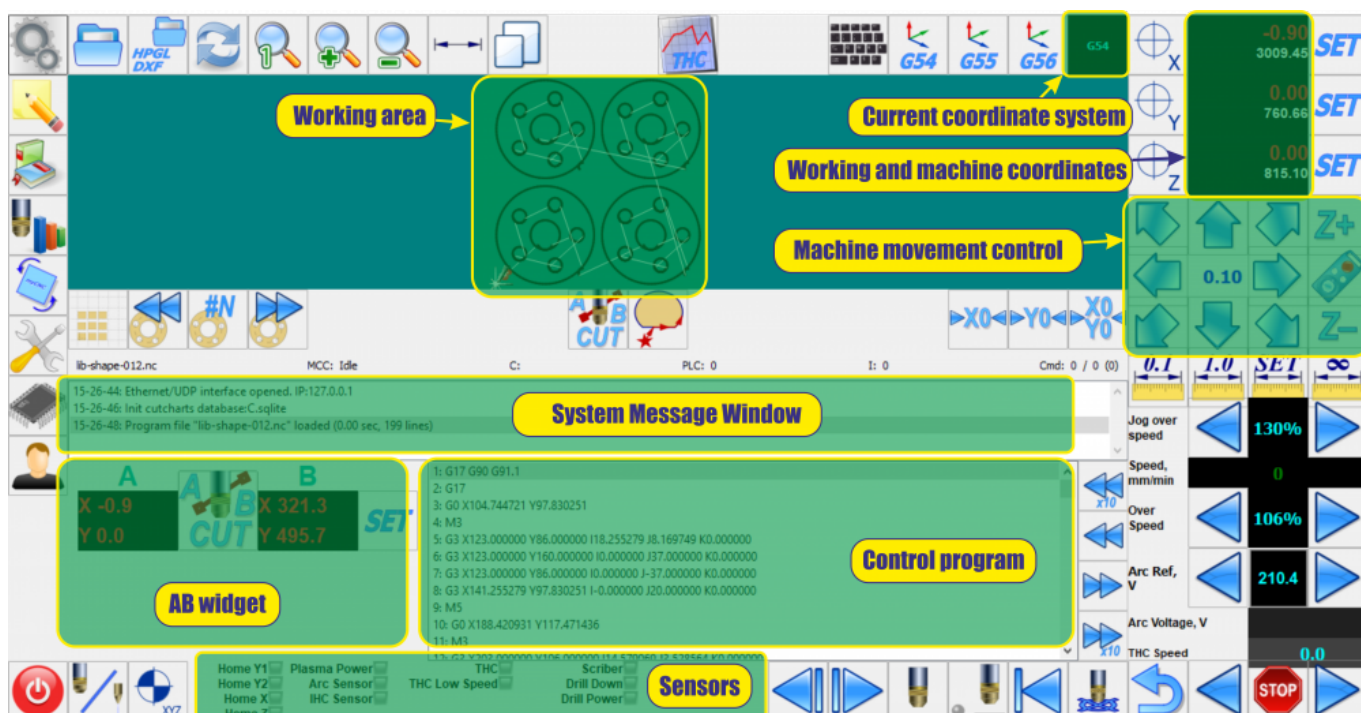 HPGL
DXF
1
THC
G54
G55
G56
G54
X
-0.90
3009.45
SET
Y
0.00
760.66
SET
Z
0.00
815.10
SET
Working area
Current coordinate system
Working and machine coordinates
Machine movement control
Z+
0.10
Z-
#N
A
B
CUT
X0
Y0
X0
Y0
lib-shape-012.nc
MCC: Idle
C:
PLC: 0
I: 0
Cmd: 0 / 0 (0)
0.1
1.0
SET
∞
15-26-44: Ethernet/UDP interface opened. IP:127.0.0.1
15-26-46: Init cutcharts database:C.sqlite
15-26-48: Program file "lib-shape-012.nc" loaded (0.00 sec, 199 lines)
System Message Window
Jog over
speed
130%
Speed,
mm/min
0
Over
Speed
106%
Arc Ref,
V
210.4
Arc Voltage, V
THC Speed
0.0
A
B
X -0.9
Y 0.0
A
B
CUT
X 321.3
Y 495.7
SET
AB widget
1: G17 G90 G91.1
2: G17
3: G0 X104.744721 Y97.830251
4: M3
5: G3 X123.000000 Y86.000000 I18.255279 J8.169749 K0.000000
6: G3 X123.000000 Y160.000000 I0.000000 J37.000000 K0.000000
7: G3 X123.000000 Y86.000000 I0.000000 J-37.000000 K0.000000
8: G3 X141.255279 Y97.830251 I-0.000000 J20.000000 K0.000000
9: M5
10: G0 X188.420931 Y117.471436
11: M3
Control program
x10
x10
Home Y1
Plasma Power
THC
Scriber
Home Y2
Arc Sensor
THC Low Speed
Drill Down
Home X
IHC Sensor
Drill Power
Home Z
Sensors
XYZ
STOP